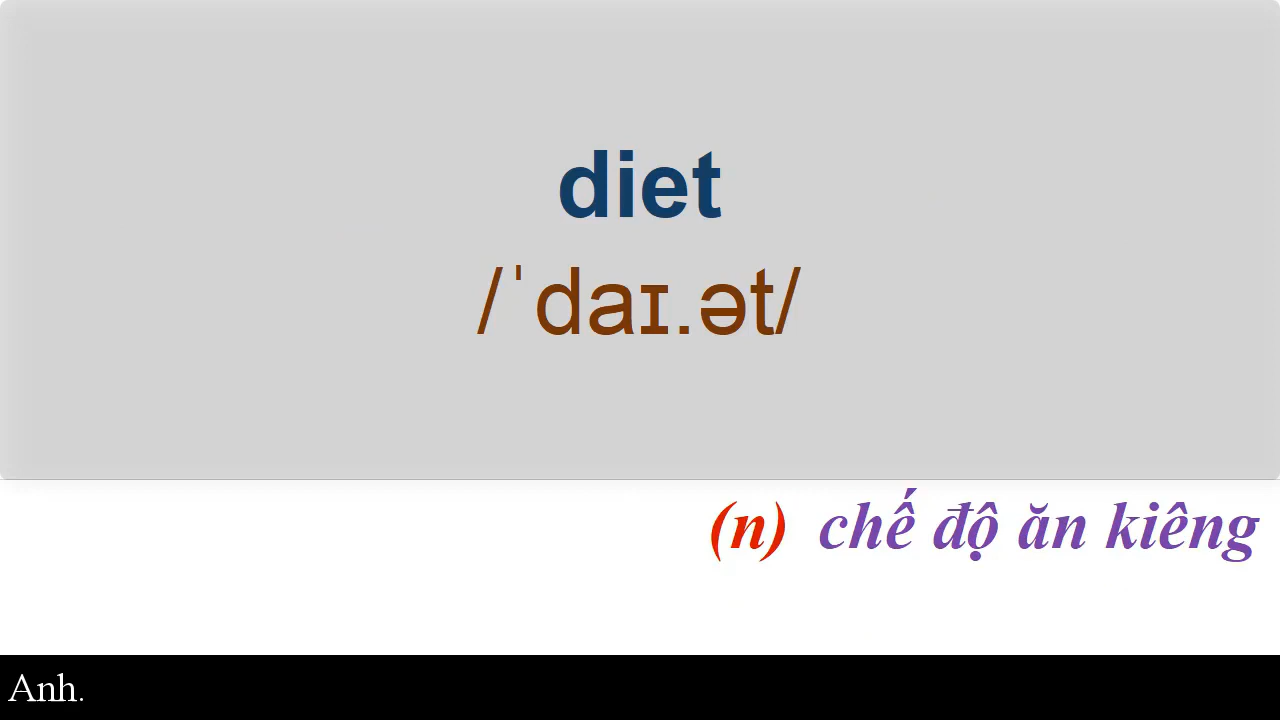 diet
/ˈdaɪ.ət/
(n) chế độ ăn kiêng
Anh.